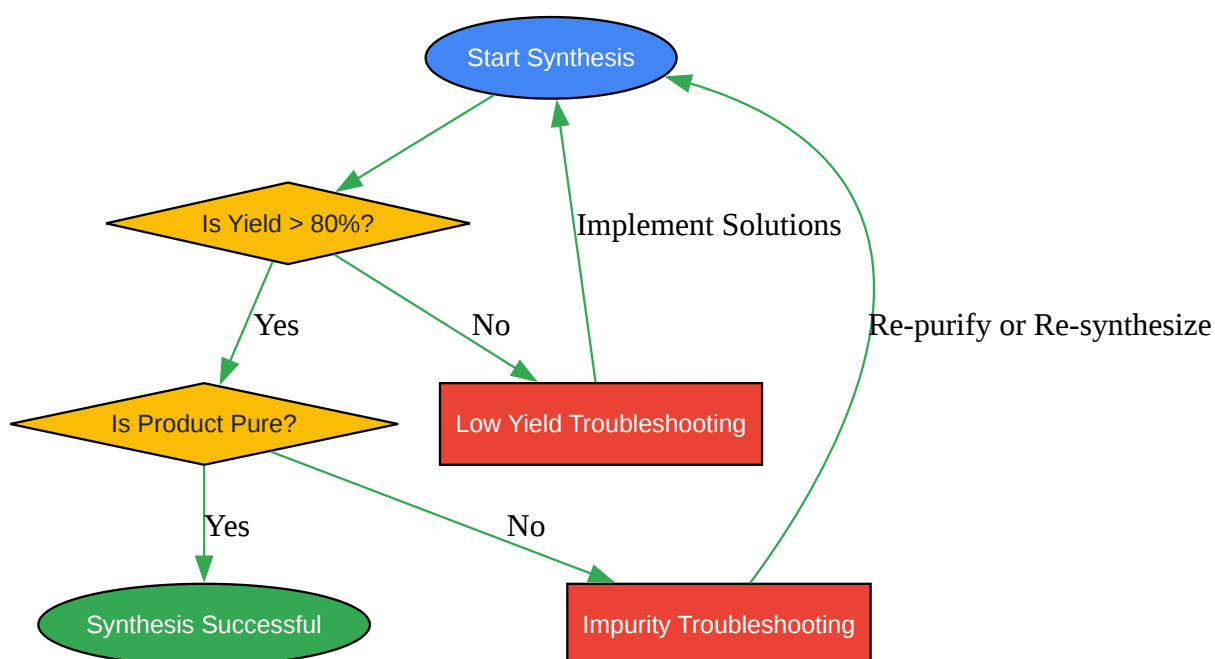 Start Synthesis
Is Yield > 80%?
Implement Solutions
Yes
No
Re-purify or Re-synthesize
Is Product Pure?
Low Yield Troubleshooting
Yes
No
Synthesis Successful
Impurity Troubleshooting